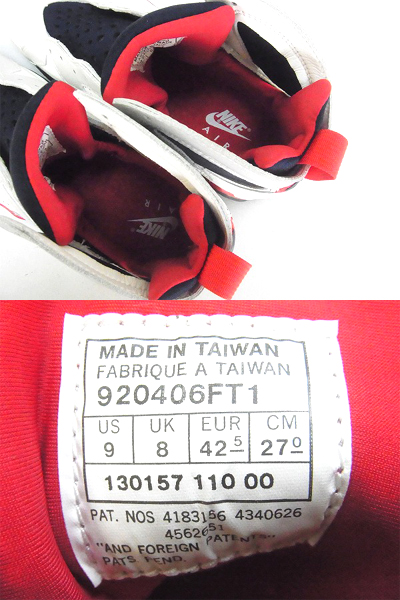 NIKE
AIR
NIKE
AIR
MADE IN TAIWAN
FABRIQUE A TAIWAN
920406FT1
US UK EUR CM
9 8 42 5 27 0
130157 110 00
PAT. NOS 4183156 4340626
4562651
"AND FOREIGN PATENTS"
PATS PEND.